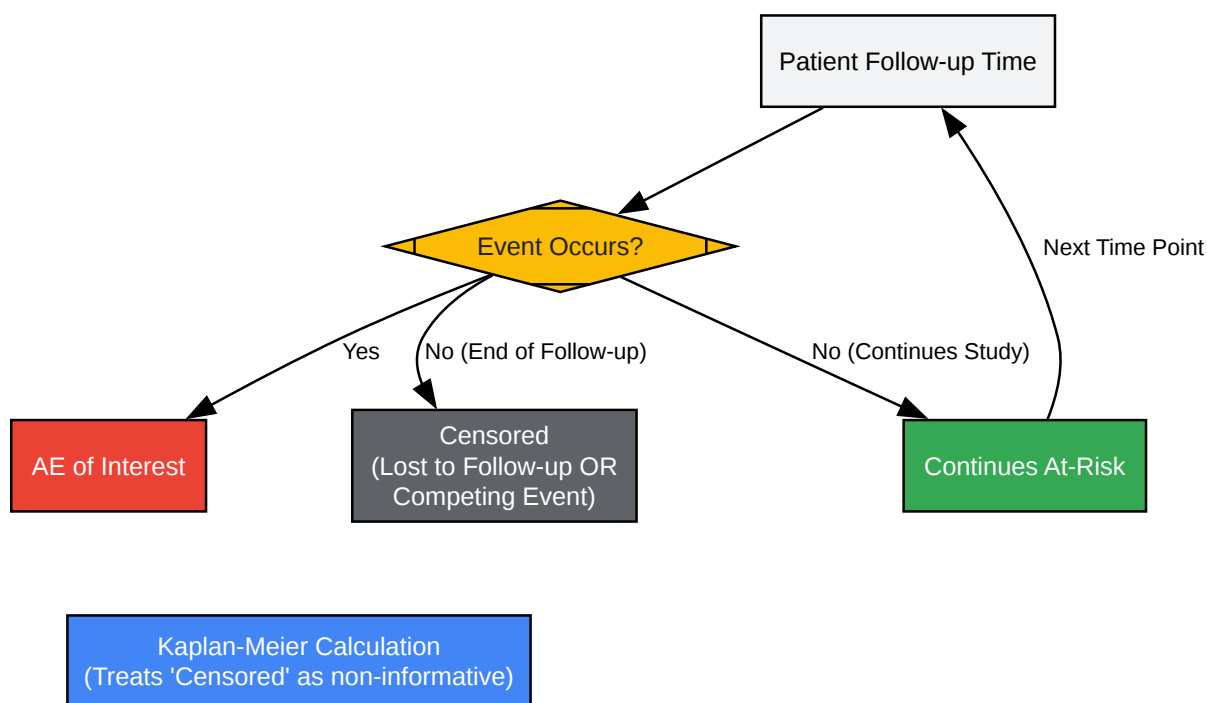 Patient Follow-up Time
Event Occurs?
Next Time Point
Yes
No (End of Follow-up)
No (Continues Study)
AE of Interest
Censored
(Lost to Follow-up OR
Competing Event)
Continues At-Risk
Kaplan-Meier Calculation
(Treats 'Censored' as non-informative)